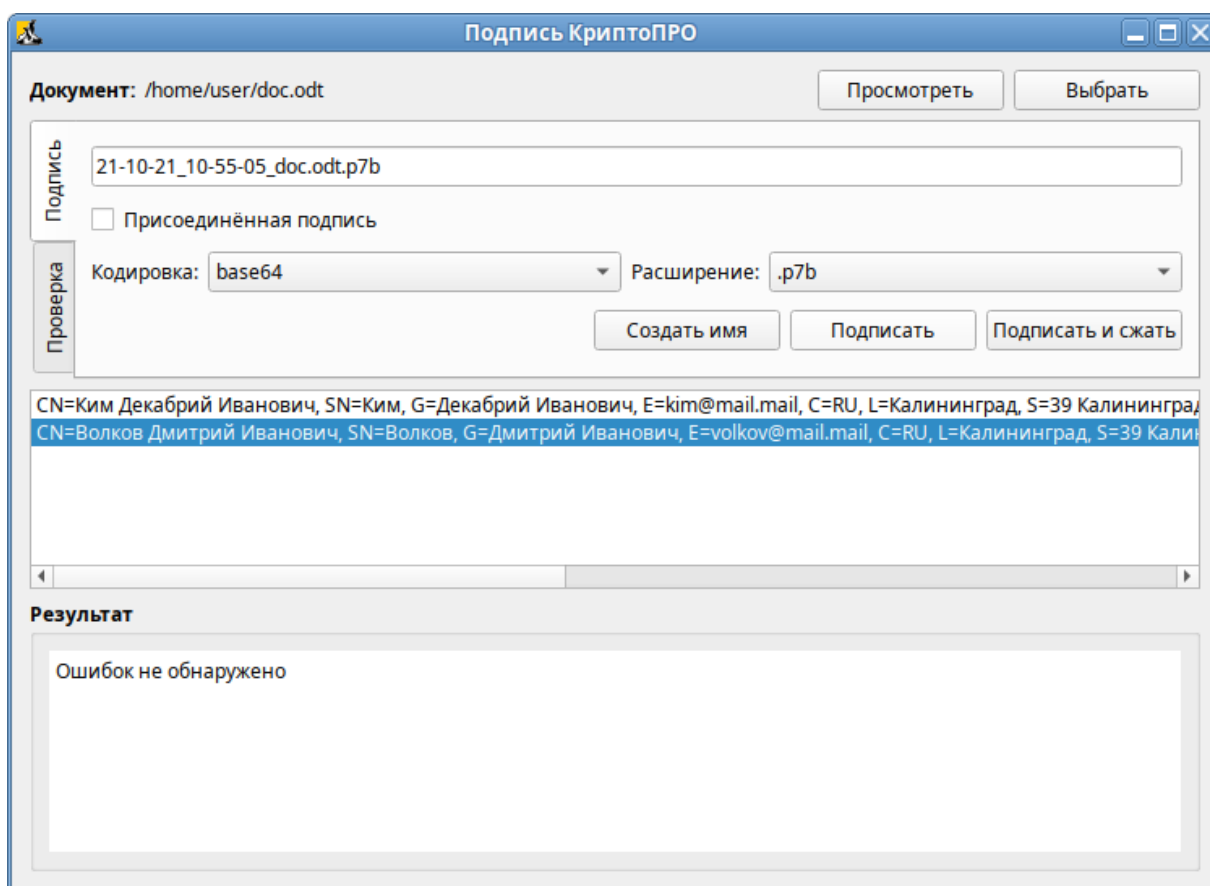 Подпись КриптоПРО
Документ: /home/user/doc.odt Просмотреть Выбрать
Подпись
21-10-21_10-55-05_doc.odt.p7b
Присоединённая подпись
Проверка
Кодировка: base64 Расширение: .p7b
Создать имя Подписать Подписать и сжать
CN=Ким Декабрий Иванович, SN=Ким, G=Декабрий Иванович, E=kim@mail.mail, C=RU, L=Калининград, S=39 Калининград
CN=Волков Дмитрий Иванович, SN=Волков, G=Дмитрий Иванович, E=volkov@mail.mail, C=RU, L=Калининград, S=39 Калин
Результат
Ошибок не обнаружено